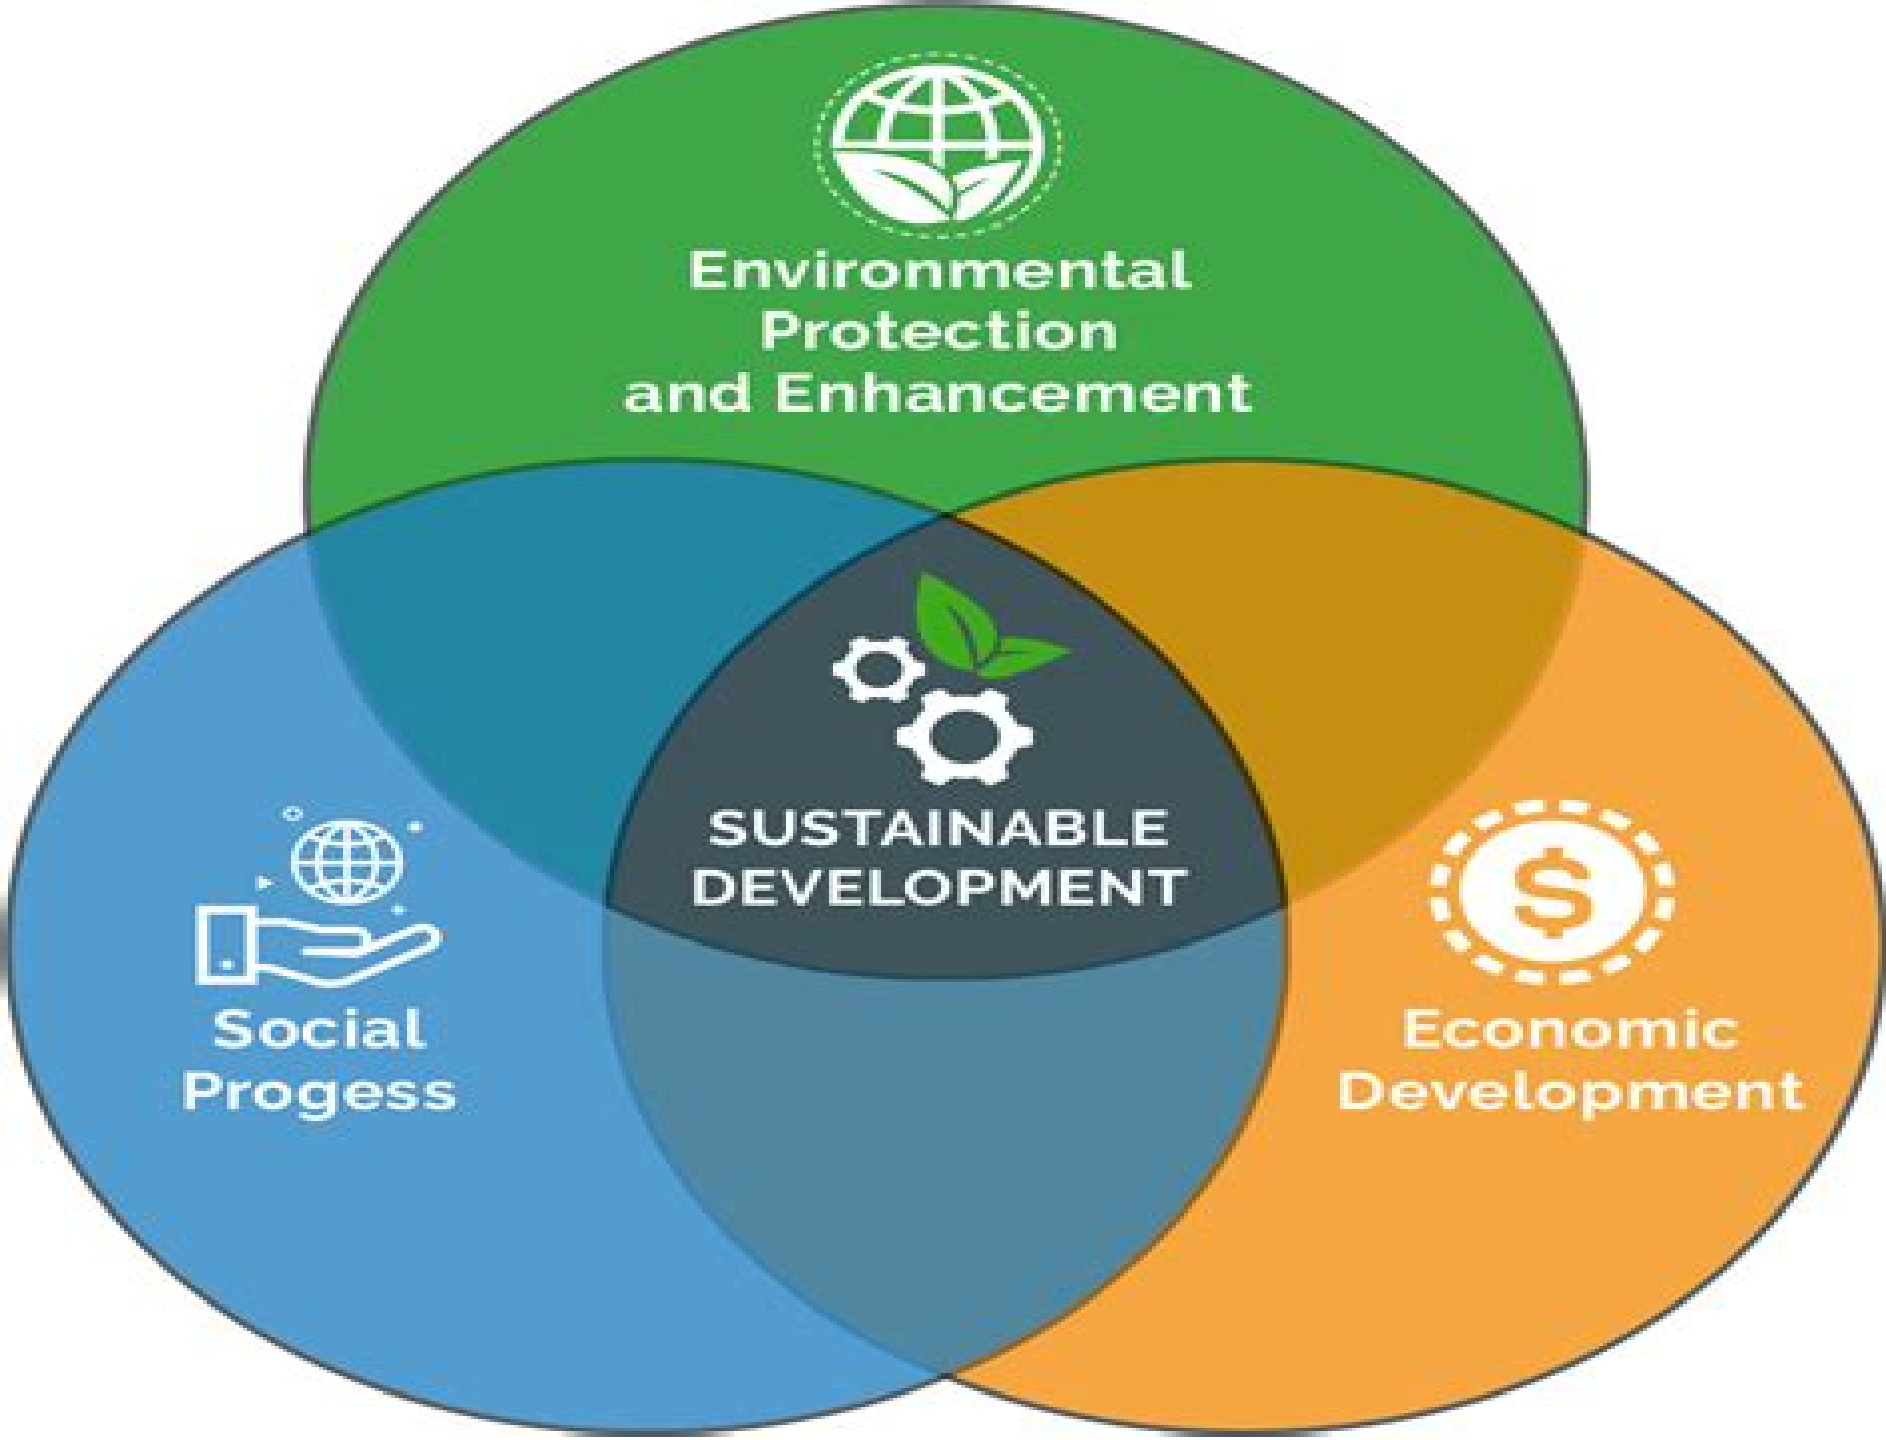 Environmental
Protection
and Enhancement
SUSTAINABLE
DEVELOPMENT
Social
Progess
$
Economic
Development